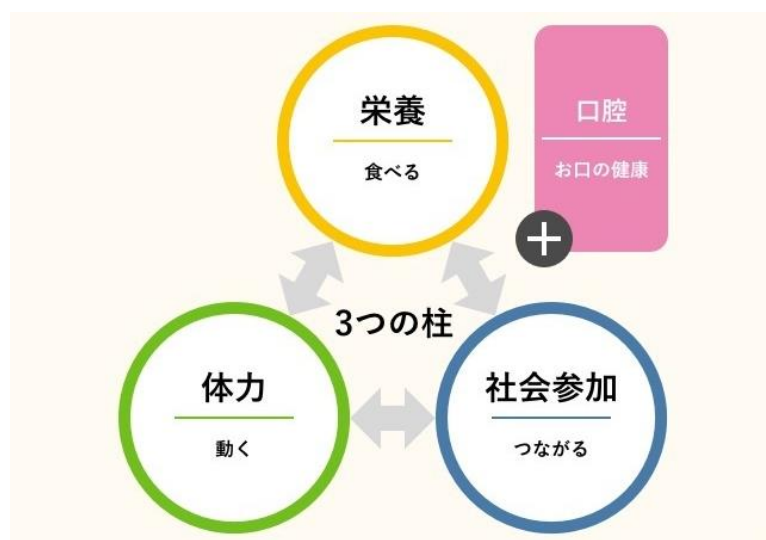 栄養
食べる
口腔
お口の健康
3つの柱
体力
動く
社会参加
つながる